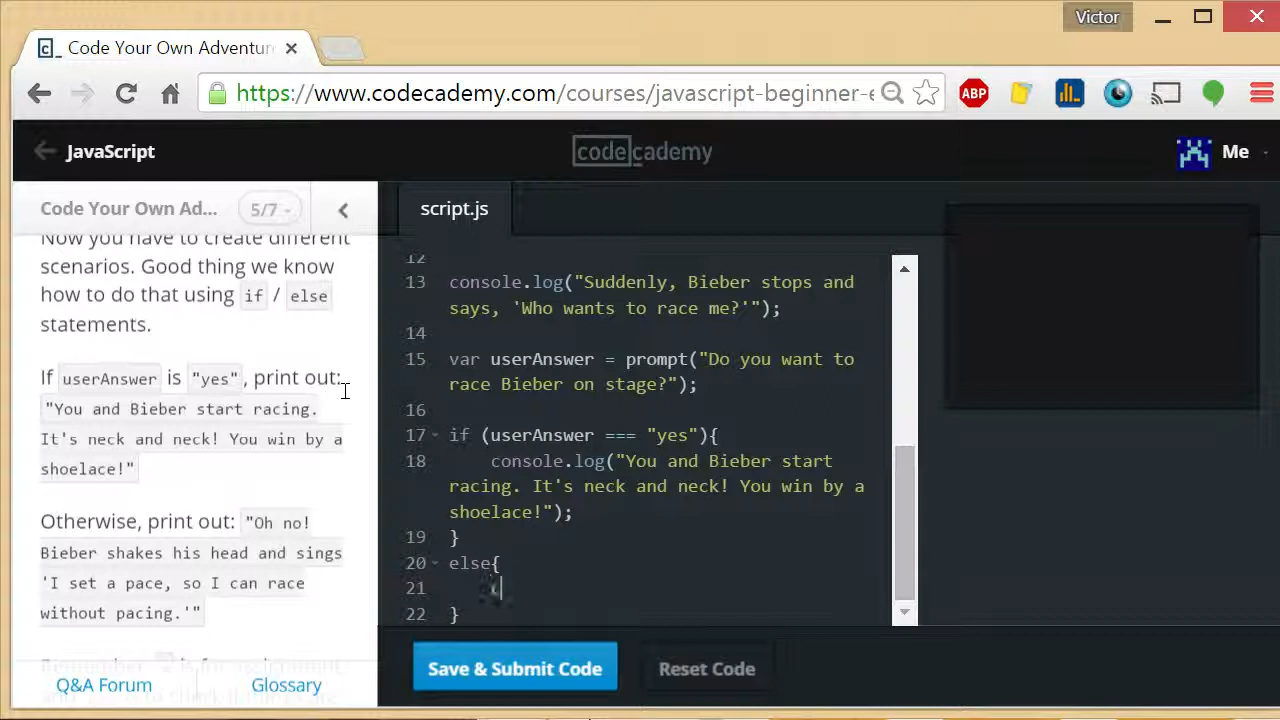 Victor
c_ Code Your Own Adventur
https://www.codecademy.com/courses/javascript-beginner-e
ABP
JavaScript
codecademy
Me
Code Your Own Ad...
5/7
script.js
Now you have to create different
scenarios. Good thing we know
how to do that using if / else
statements.
If userAnswer is "yes", print out:
"You and Bieber start racing.
It's neck and neck! You win by a
shoelace!"
Otherwise, print out: "Oh no!
Bieber shakes his head and sings
'I set a pace, so I can race
without pacing.'"
Q&A Forum
Glossary
12
13 console.log("Suddenly, Bieber stops and
says, 'Who wants to race me?'");
14
15 var userAnswer = prompt("Do you want to
race Bieber on stage?");
16
17 if (userAnswer === "yes"){
18 console.log("You and Bieber start
racing. It's neck and neck! You win by a
shoelace!");
19 }
20 else{
21
22 }
Save & Submit Code
Reset Code